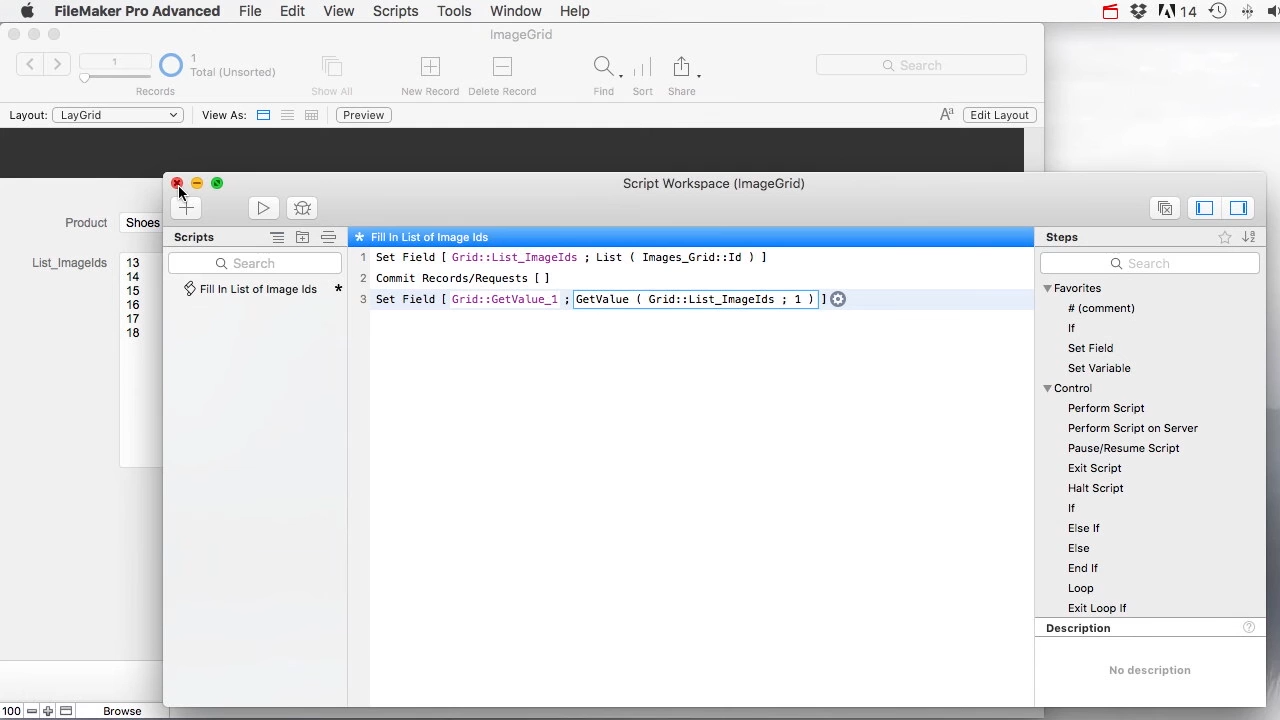 FileMaker Pro Advanced File Edit View Scripts Tools Window Help 14
ImageGrid
1
1
Total (Unsorted)
Search
Records Show All New Record Delete Record Find Sort Share
Layout: LayGrid View As: Preview Aa Edit Layout
Script Workspace (ImageGrid)
Product Shoes
List_ImageIds 13
14
15
16
17
18
Scripts
Search
Fill In List of Image Ids *
* Fill In List of Image Ids
1 Set Field [ Grid::List_ImageIds ; List ( Images_Grid::Id ) ]
2 Commit Records/Requests [ ]
3 Set Field [ Grid::GetValue_1 ; GetValue ( Grid::List_ImageIds ; 1 ) ]
Steps
Search
Favorites
# (comment)
If
Set Field
Set Variable
Control
Perform Script
Perform Script on Server
Pause/Resume Script
Exit Script
Halt Script
If
Else If
Else
End If
Loop
Exit Loop If
Description ?
No description
100 Browse